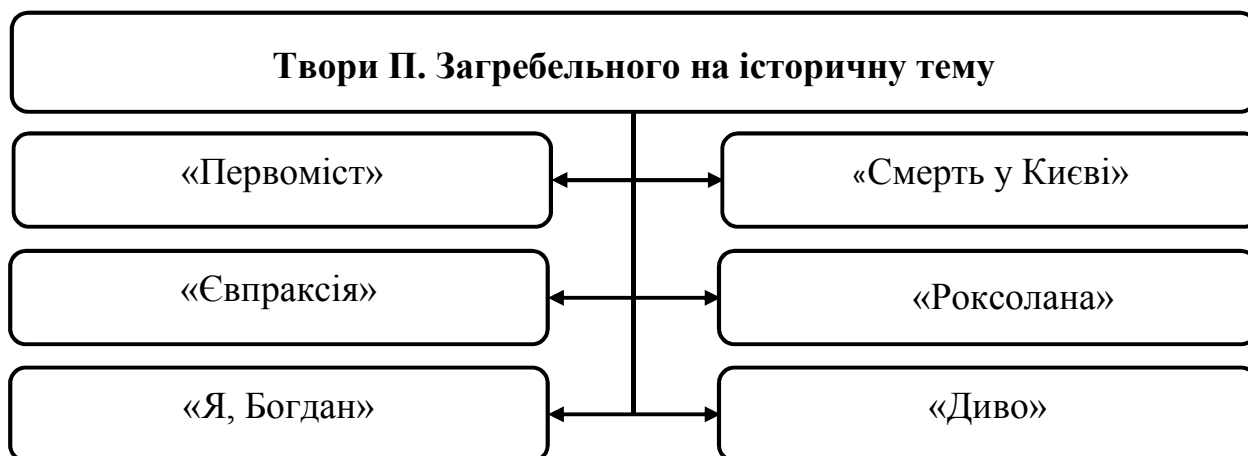 Твори П. Загребельного на історичну тему
«Первоміст»
«Смерть у Києві»
«Євпраксія»
«Роксолана»
«Я, Богдан»
«Диво»